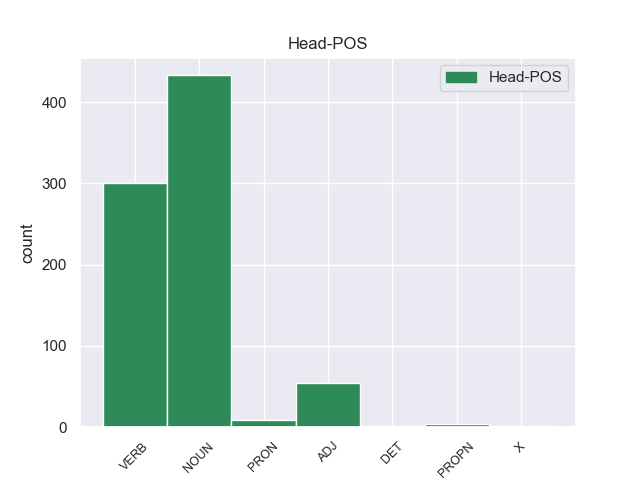 Head-POS
Head-POS
400
300
200
100
0
count
VERB
NOUN
PRON
ADJ
DET
PROPN
X